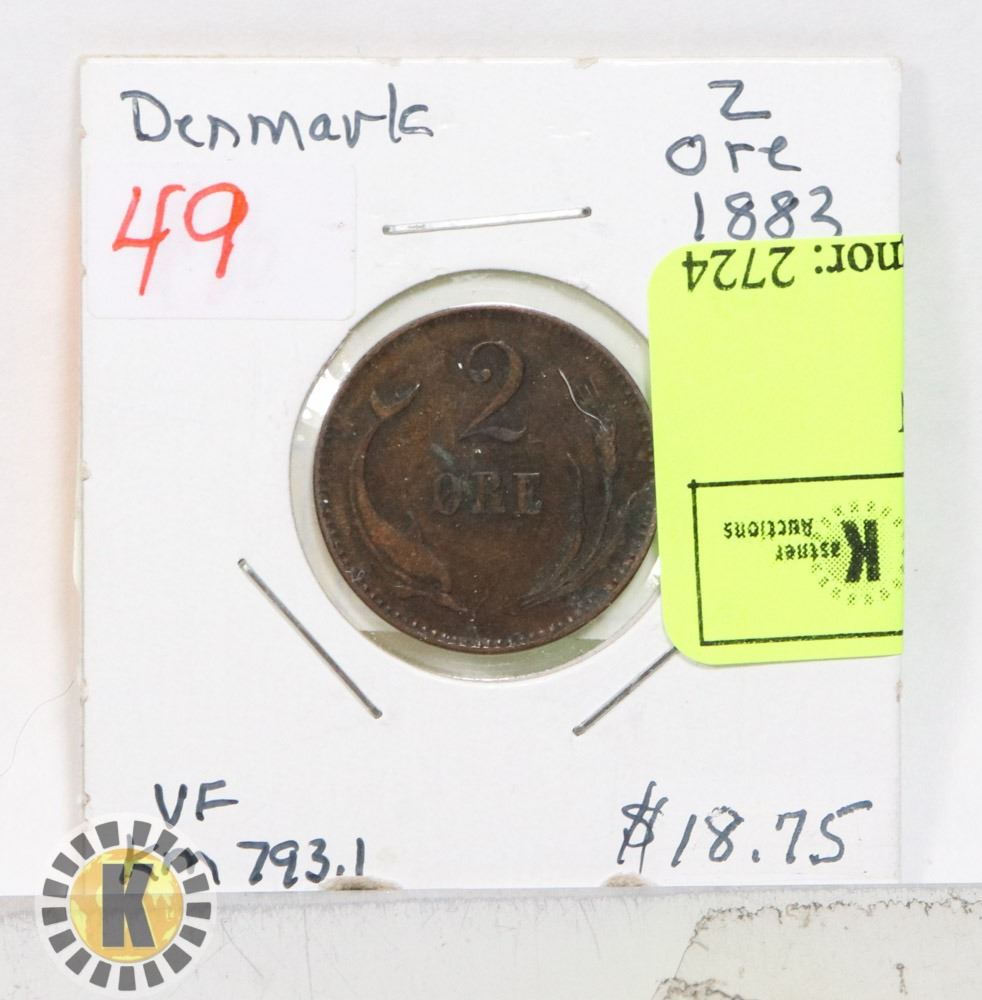 Denmark
2
Ore
1883
49
nor: 2724
2
ØRE
Kastner
Auctions
VF
Km 793.1
$18.75
K